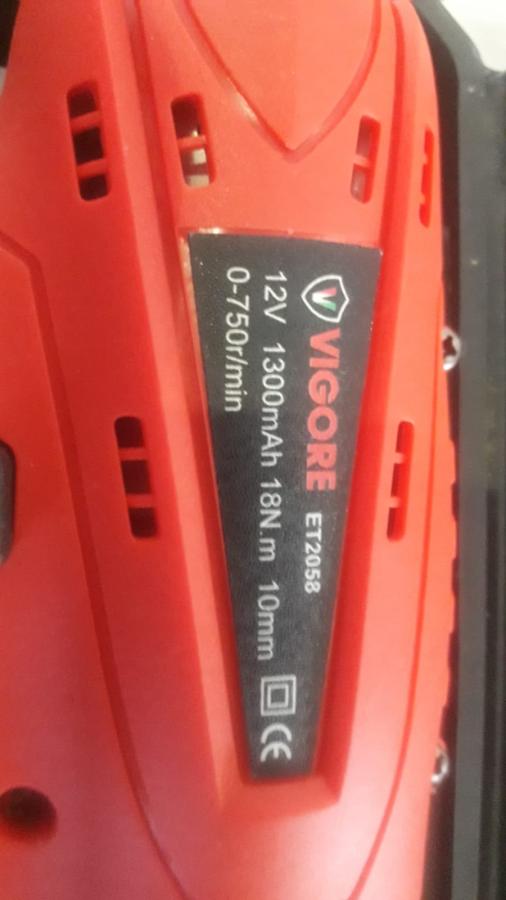 VIGORE ET2058
12V 1300mAh 18N.m 10mm CE
0-750r/min